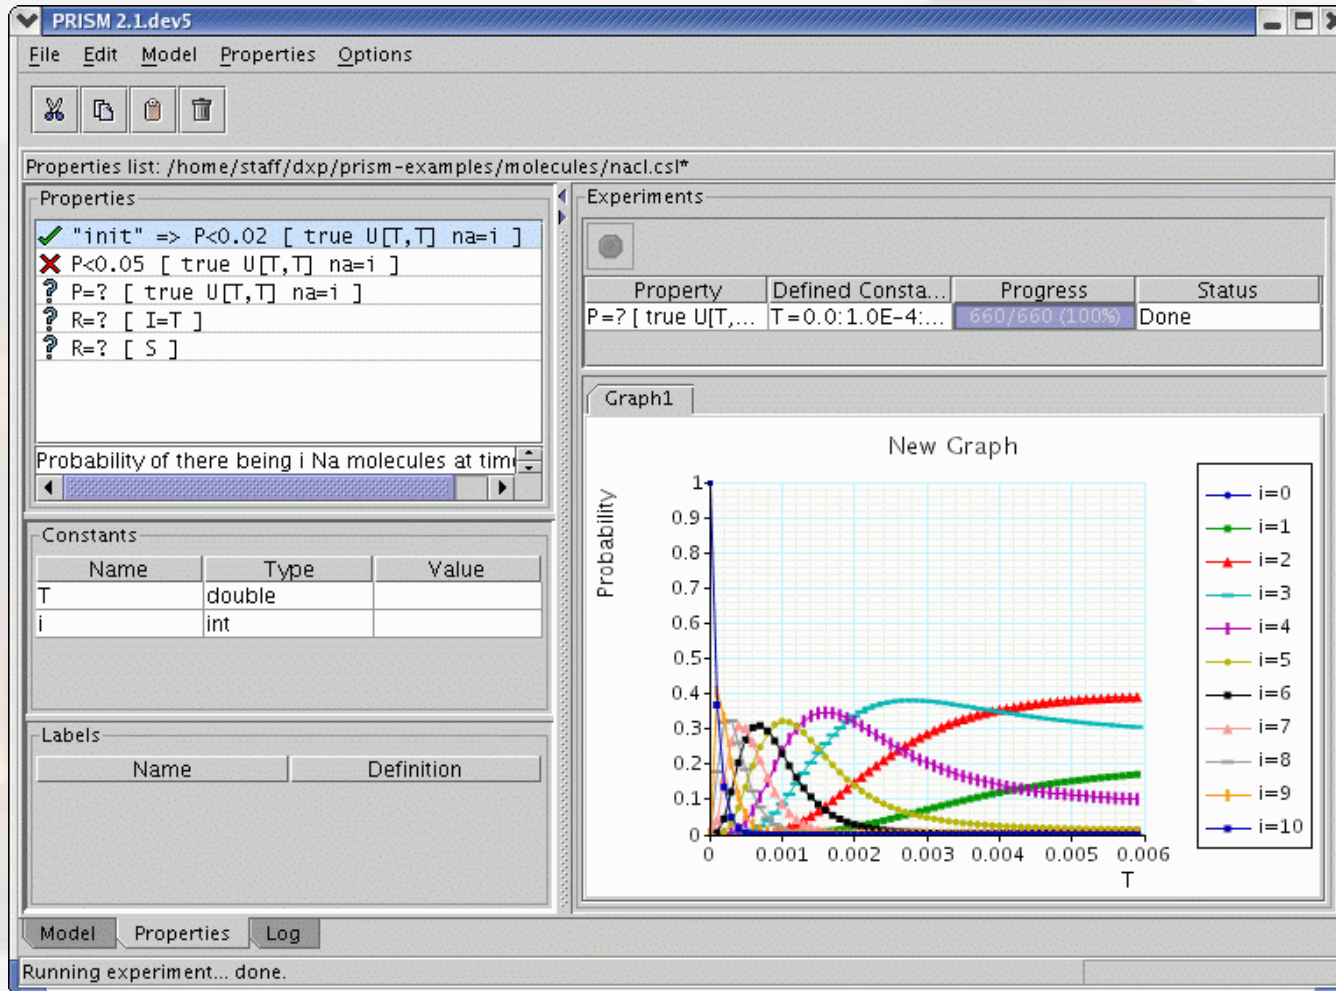 PRISM 2.1.dev5
File Edit Model Properties Options
Properties list: /home/staff/dxp/prism-examples/molecules/nacl.csl*
Properties
"init" => P<0.02 [ true U[T,T] na=i ]
P<0.05 [ true U[T,T] na=i ]
P=? [ true U[T,T] na=i ]
R=? [ I=T ]
R=? [ S ]
Probability of there being i Na molecules at
Constants
Name Type Value
T double
i int
Labels
Name Definition
Experiments
Property Defined Consta... Progress Status
P=? [ true U[T,... T=0.0:1.0E-4:... 660/660 (100%) Done
Graph1
New Graph
Probability
1
0.9
0.8
0.7
0.6
0.5
0.4
0.3
0.2
0.1
0
0 0.001 0.002 0.003 0.004 0.005 0.006
T
i=0
i=1
i=2
i=3
i=4
i=5
i=6
i=7
i=8
i=9
i=10
Model Properties Log
Running experiment... done.